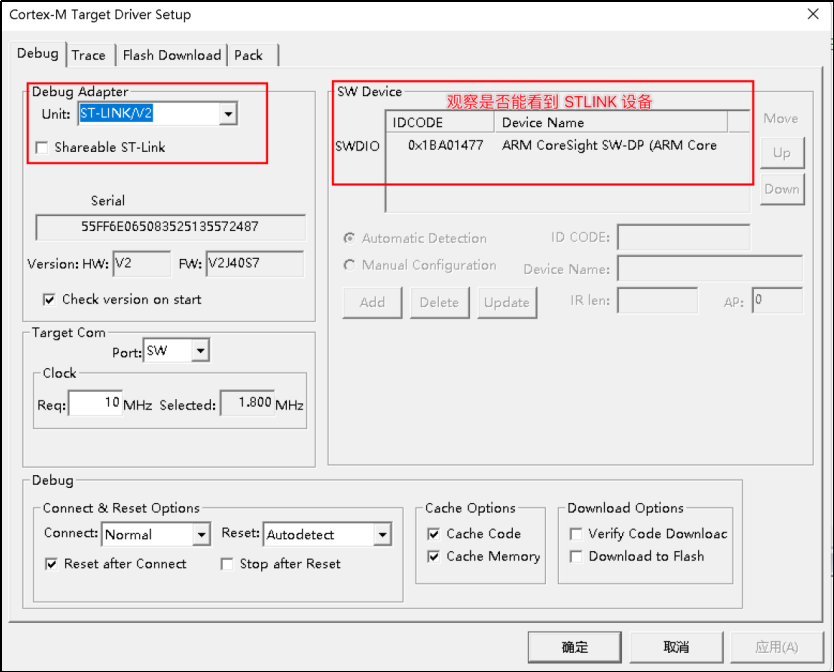 Cortex-M Target Driver Setup
Debug
Trace
Flash Download
Pack
Debug Adapter
Unit: ST-LINK/V2
Shareable ST-Link
Serial
55FF6E065083525135572487
Version: HW: V2 FW: V2J40S7
Check version on start
Target Com
Port: SW
Clock
Req: 10 MHz Selected: 1.800 MHz
SW Device
观察是否能看到 STLINK 设备
IDCODE Device Name
SWDIO 0x1BA01477 ARM CoreSight SW-DP (ARM Core
Move
Up
Down
Automatic Detection
Manual Configuration
ID CODE:
Device Name:
Add Delete Update
IR len:
AP: 0
Debug
Connect & Reset Options
Connect: Normal Reset: Autodetect
Reset after Connect Stop after Reset
Cache Options
Cache Code
Cache Memory
Download Options
Verify Code Downloac
Download to Flash
确定 取消 应用(A)